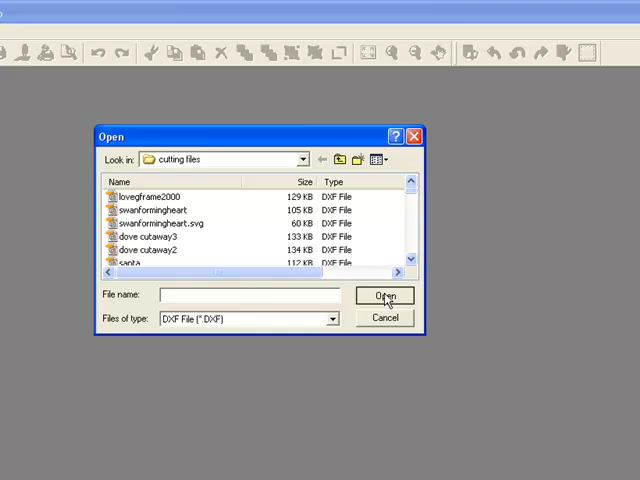 Open
Look in: cutting files
Name Size Type
lovegframe2000 129 KB DXF File
swanformingheart 105 KB DXF File
swanformingheart.svg 60 KB DXF File
dove cutaway3 133 KB DXF File
dove cutaway2 134 KB DXF File
santa 112 KB DXF File
File name: Open
Files of type: DXF File (*.DXF) Cancel